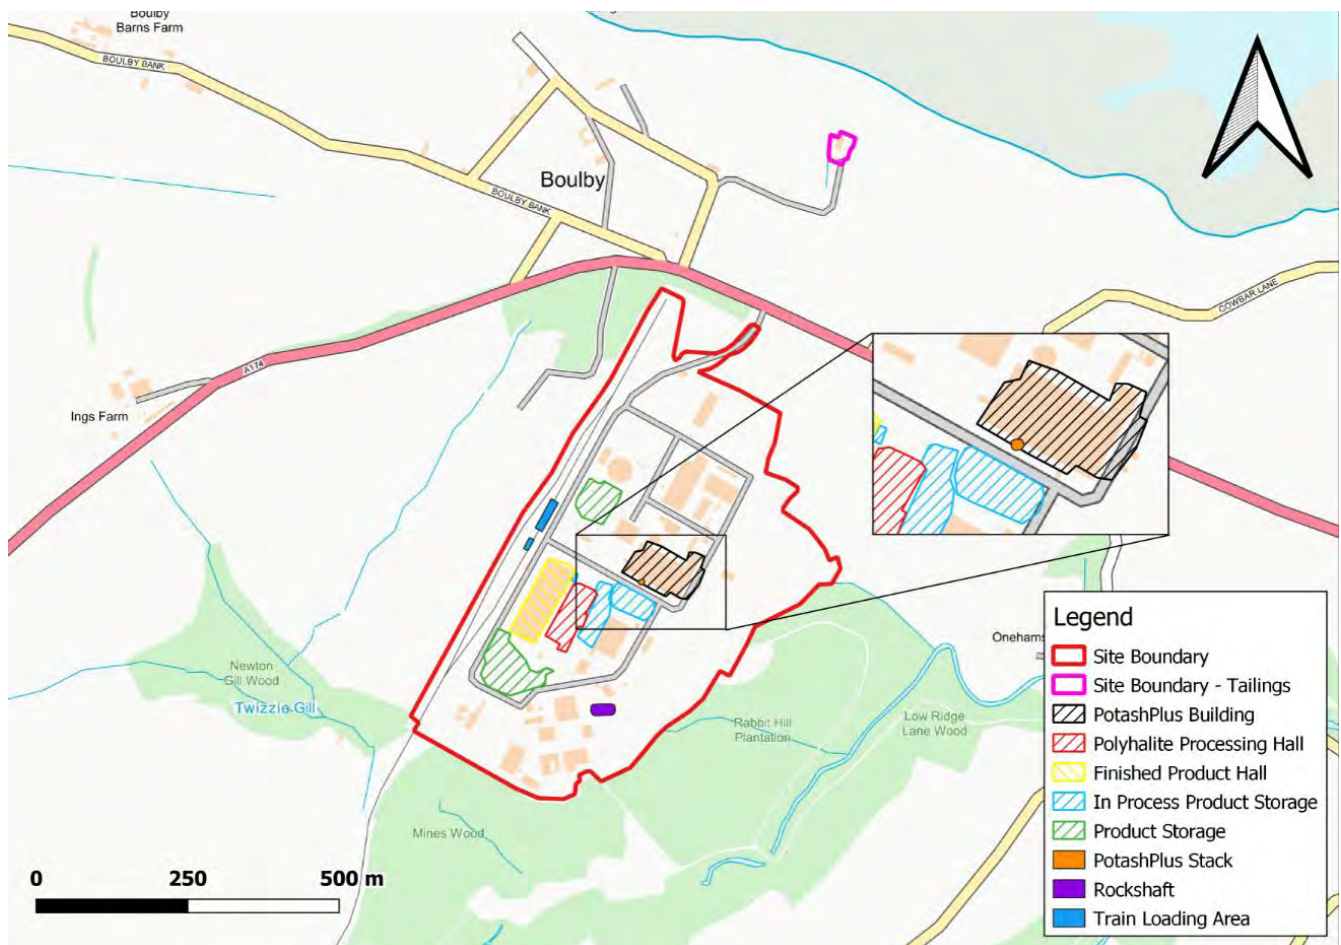 Boulby
Barns Farm
BOULBY BANK
Boulby
BOULBY BANK
COWBAR LANE
A174
Ings Farm
Newton
Gill Wood
Twizzle Gill
Mines Wood
Rabbit Hill
Plantation
Low Ridge
Lane Wood
Onehams
0 250 500 m
Legend
Site Boundary
Site Boundary - Tailings
PotashPlus Building
Polyhalite Processing Hall
Finished Product Hall
In Process Product Storage
Product Storage
PotashPlus Stack
Rockshaft
Train Loading Area